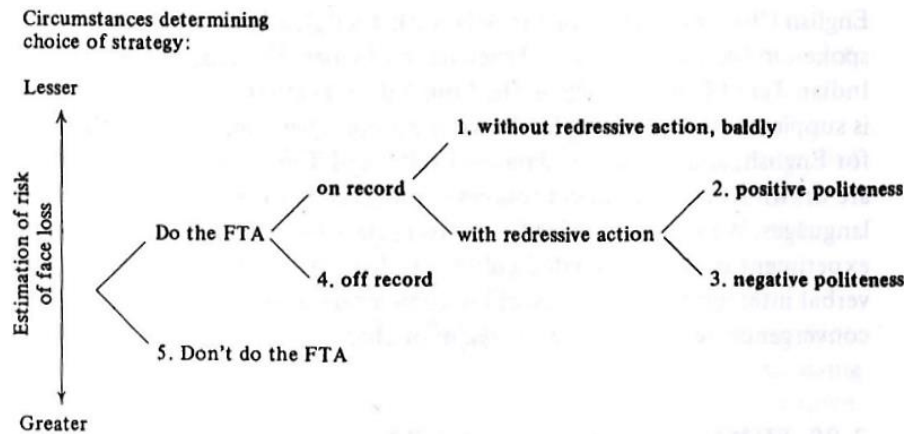 Circumstances determining
choice of strategy:
Lesser
1. without redressive action, baldly
on record
2. positive politeness
Do the FTA
with redressive action
4. off record
3. negative politeness
5. Don't do the FTA
Greater
Estimation of risk
of face loss